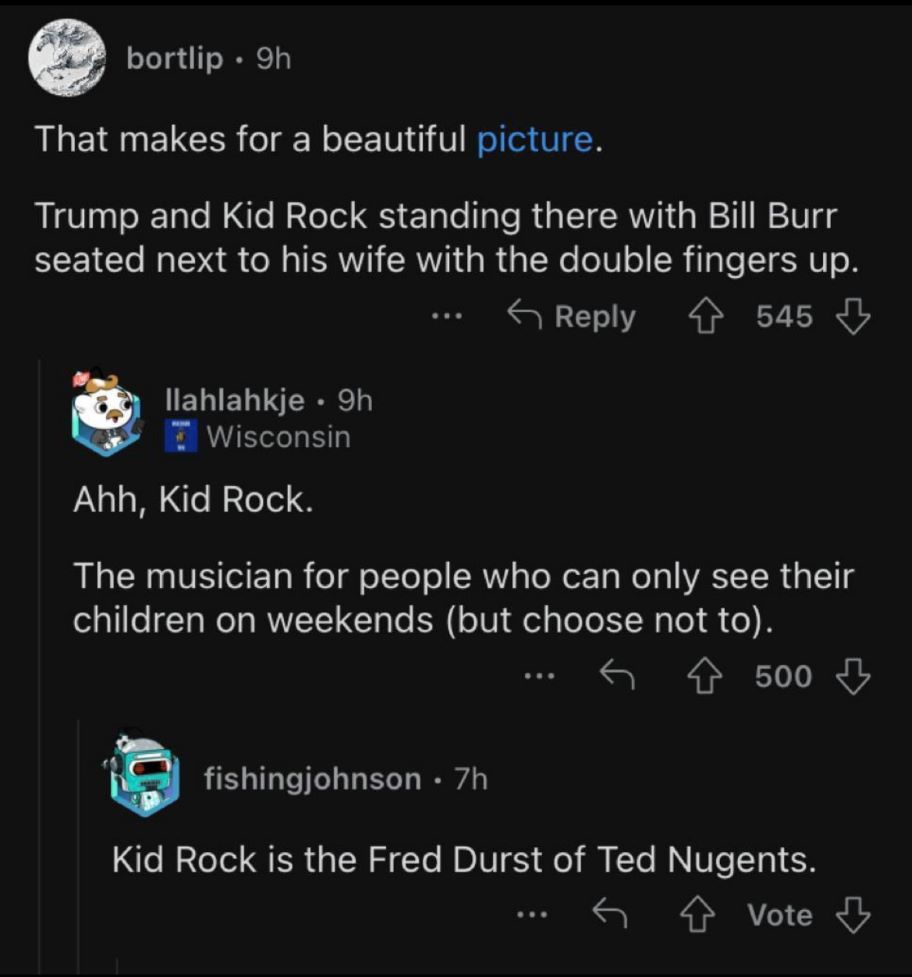 bortlip • 9h
That makes for a beautiful picture.
Trump and Kid Rock standing there with Bill Burr
seated next to his wife with the double fingers up.
... Reply 545
llahlahkje • 9h
Wisconsin
Ahh, Kid Rock.
The musician for people who can only see their
children on weekends (but choose not to).
... 500
fishingjohnson • 7h
Kid Rock is the Fred Durst of Ted Nugents.
... Vote